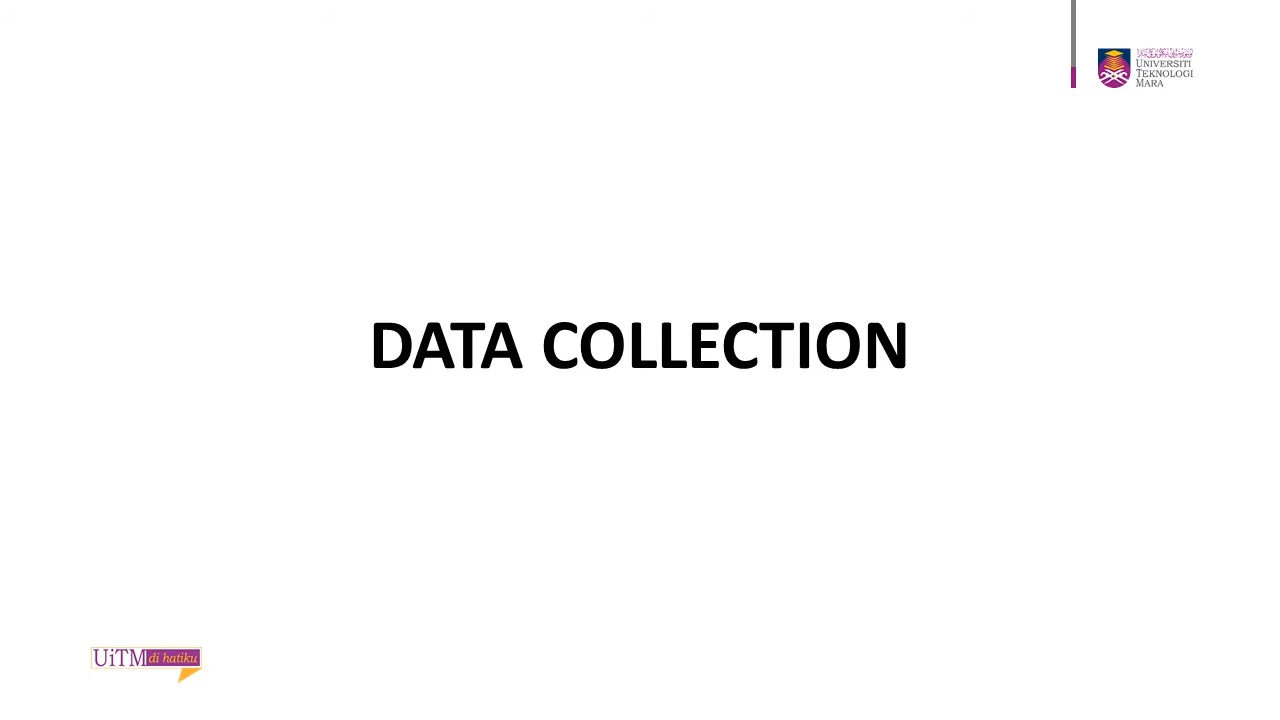 UNIVERSITI
TEKNOLOGI
MARA
DATA COLLECTION
UiTM di hatiku